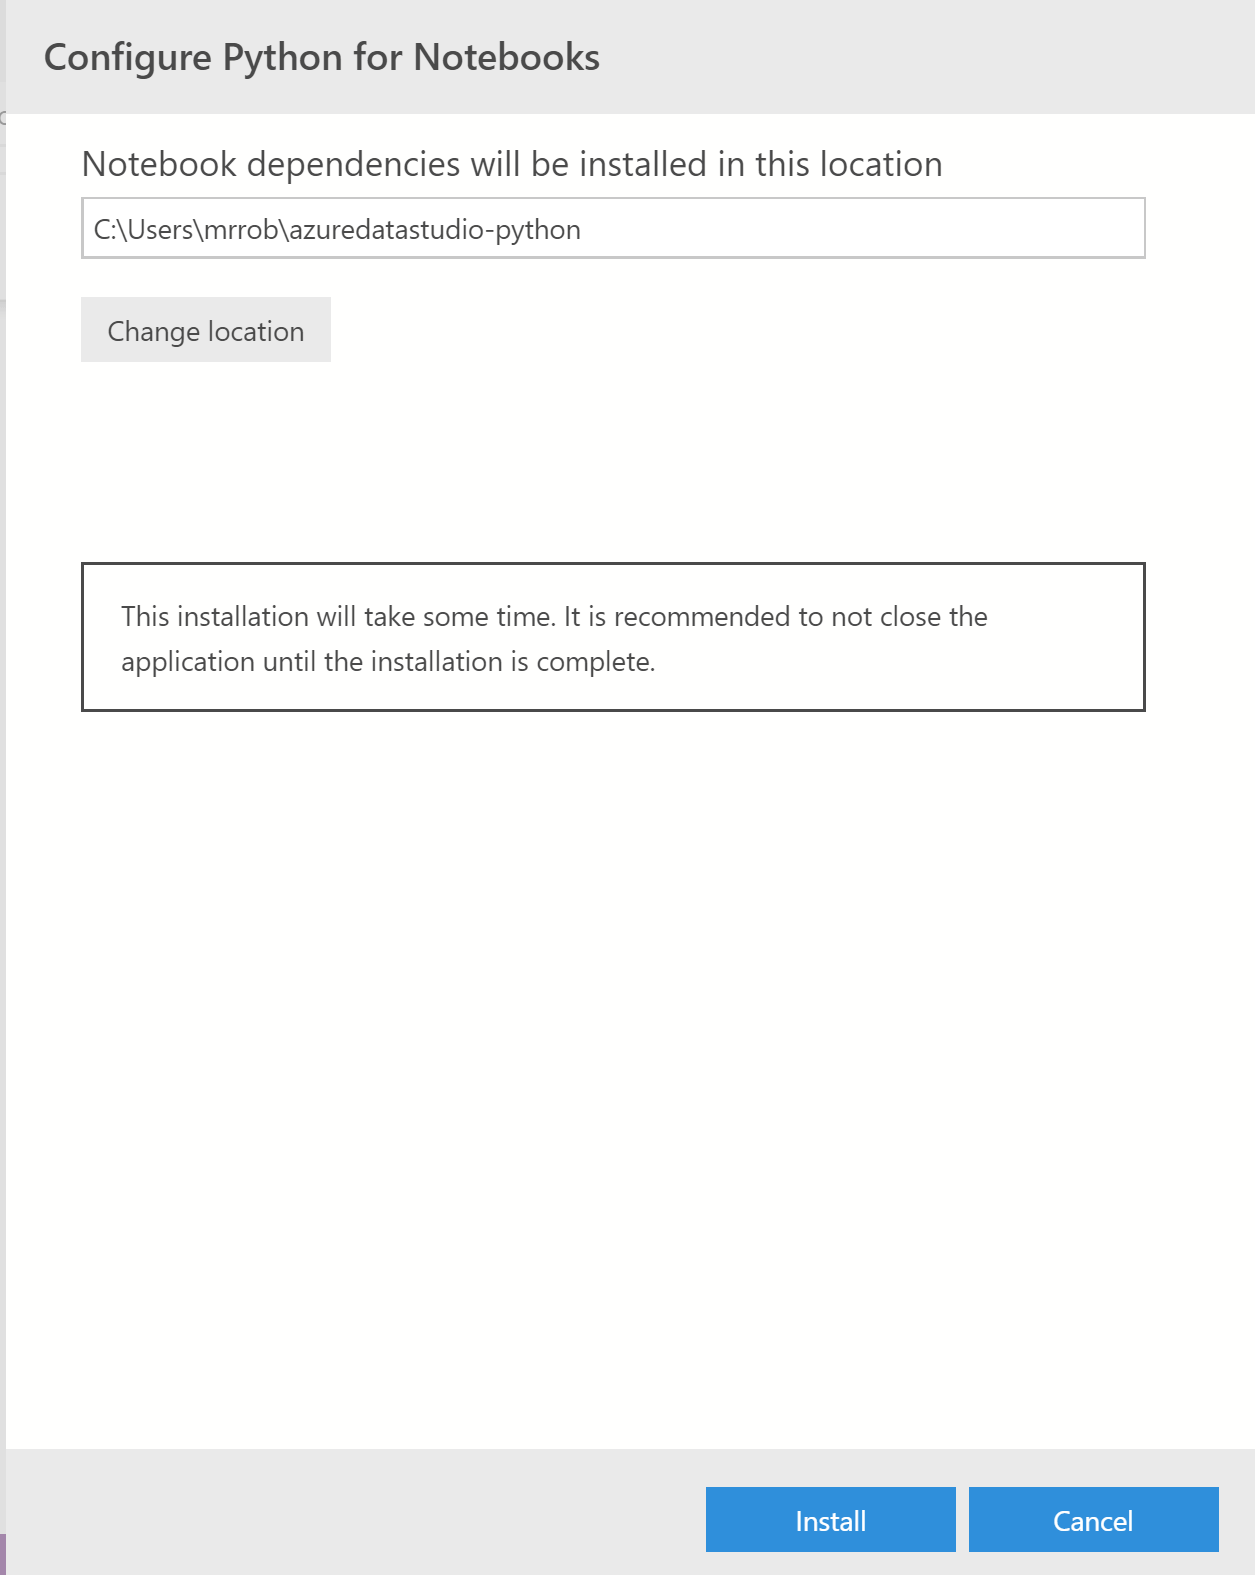 Configure Python for Notebooks
Notebook dependencies will be installed in this location
C:\Users\mrrob\azuredatastudio-python
Change location
This installation will take some time. It is recommended to not close the
application until the installation is complete.
Install
Cancel